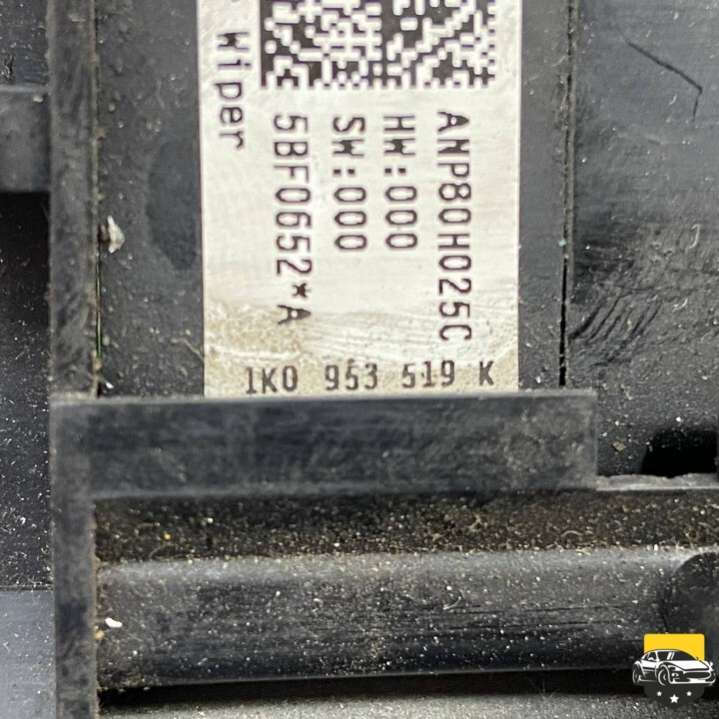 Wiper
ANP80H025C
HW:000
SW:000
5BF0652*A
1K0 953 519 K